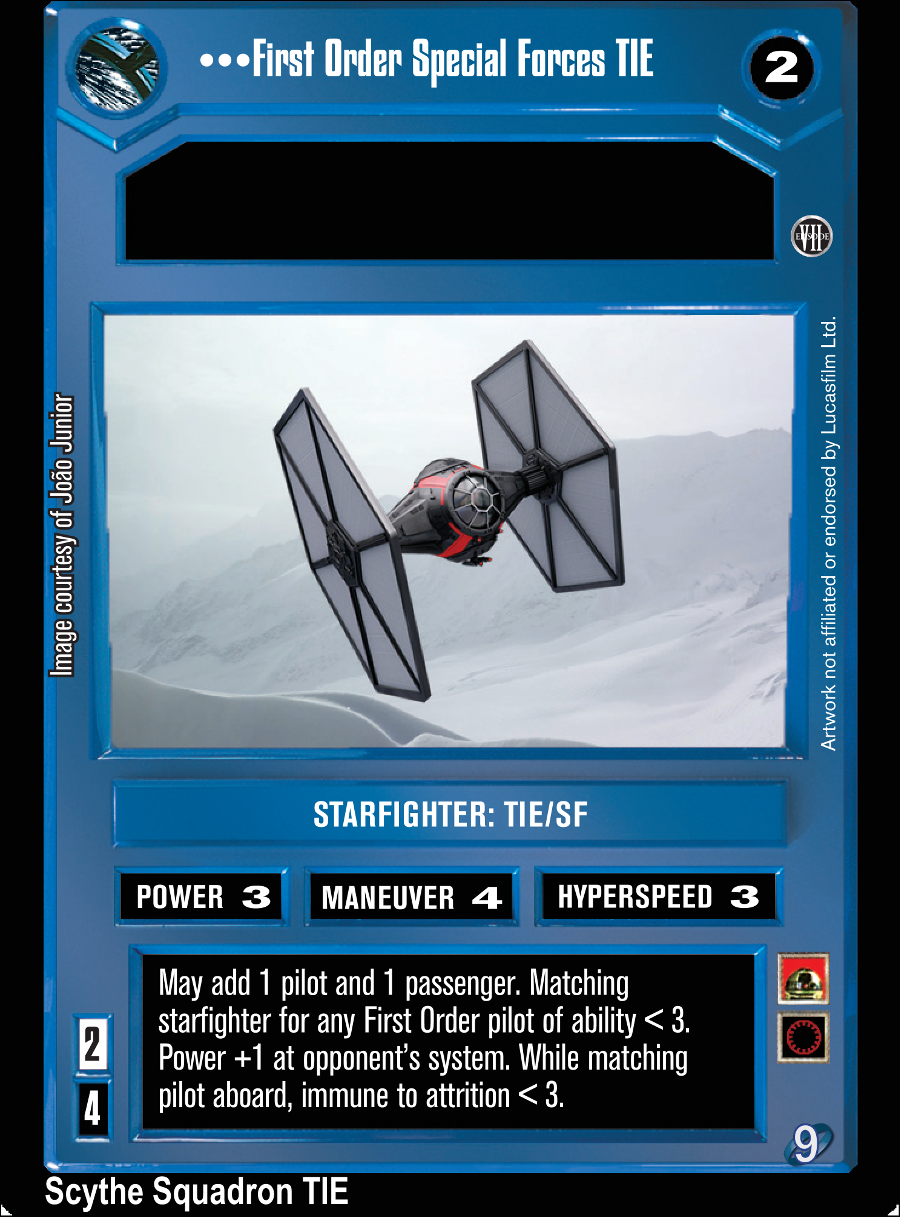 •••First Order Special Forces TIE
2
EPISODE
VII
Image courtesy of João Junior
Artwork not affiliated or endorsed by Lucasfilm Ltd.
STARFIGHTER: TIE/SF
POWER 3
MANEUVER 4
HYPERSPEED 3
May add 1 pilot and 1 passenger. Matching
starfighter for any First Order pilot of ability < 3.
Power +1 at opponent’s system. While matching
pilot aboard, immune to attrition < 3.
2
4
9
Scythe Squadron TIE